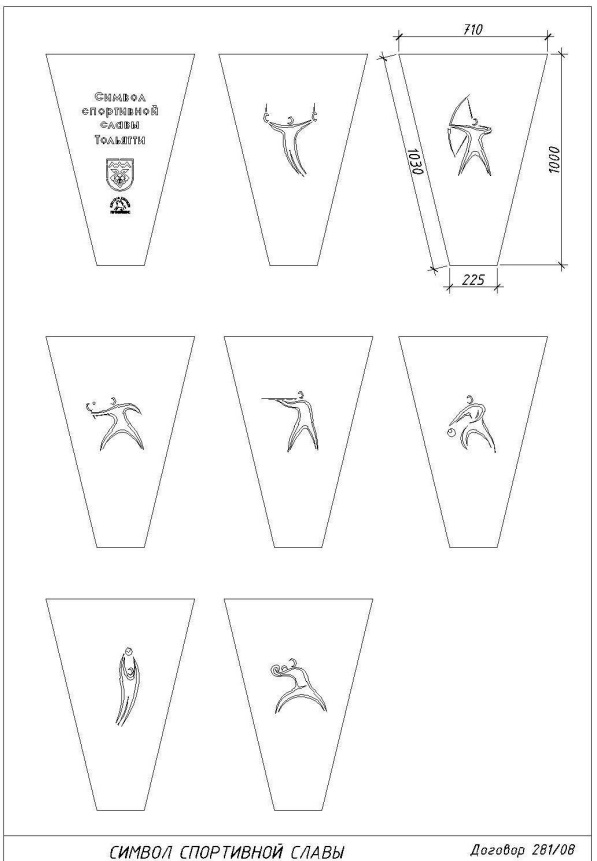 710
Символ
спортивной
славы
Тольятти
1030
1000
225
СИМВОЛ СПОРТИВНОЙ СЛАВЫ
Договор 281/08